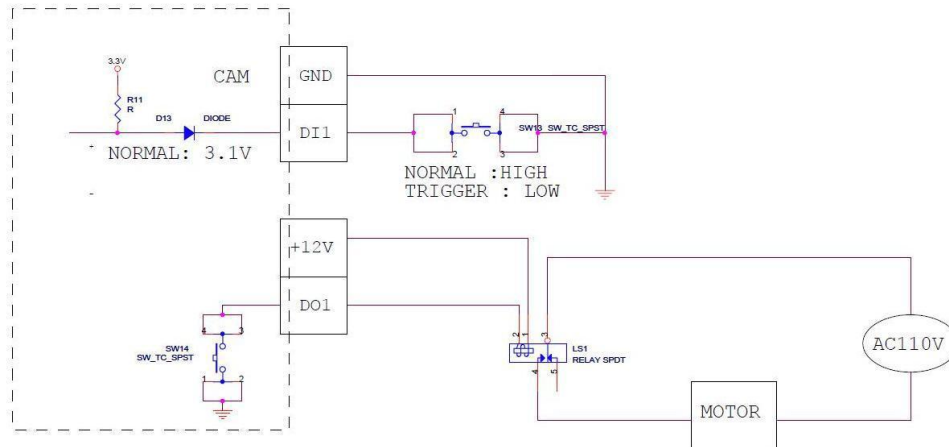 3.3V
CAM
GND
R11
R
D13
DIODE
DI1
1
4
SW13 SW_TC_SPST
2
3
NORMAL: 3.1V
+
-
NORMAL :HIGH
TRIGGER : LOW
+12V
DO1
4
3
SW14
SW_TC_SPST
1
2
2
1
3
LS1
RELAY SPDT
4
5
AC110V
MOTOR